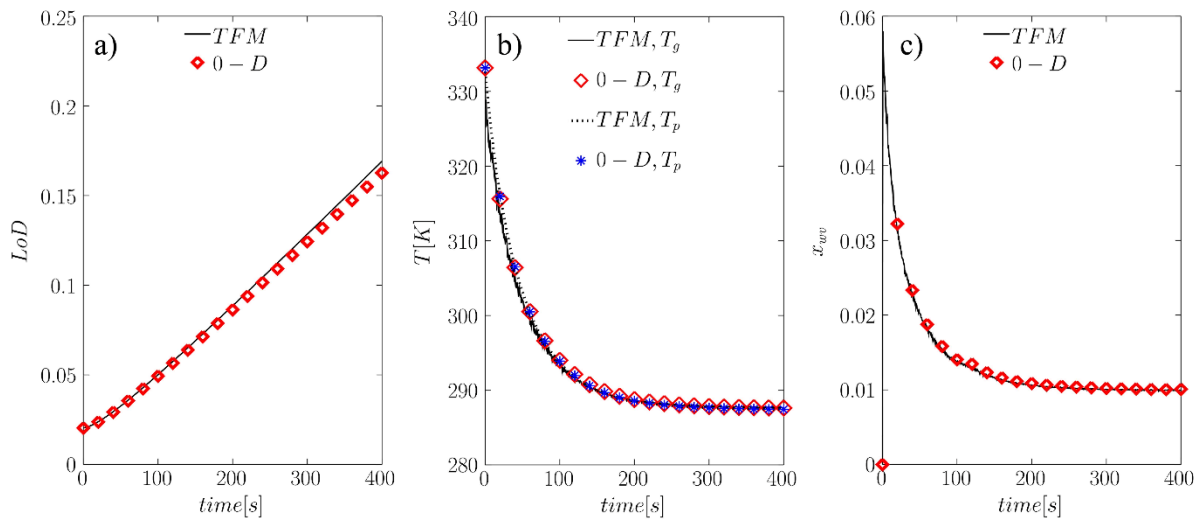 a)
TFM
0 − D
LoD
0.25
0.2
0.15
0.1
0.05
0
0 100 200 300 400
time[s]
b)
TFM, T_g
0 − D, T_g
TFM, T_p
0 − D, T_p
T[K]
340
330
320
310
300
290
280
0 100 200 300 400
time[s]
c)
TFM
0 − D
x_wv
0.06
0.05
0.04
0.03
0.02
0.01
0
0 100 200 300 400
time[s]